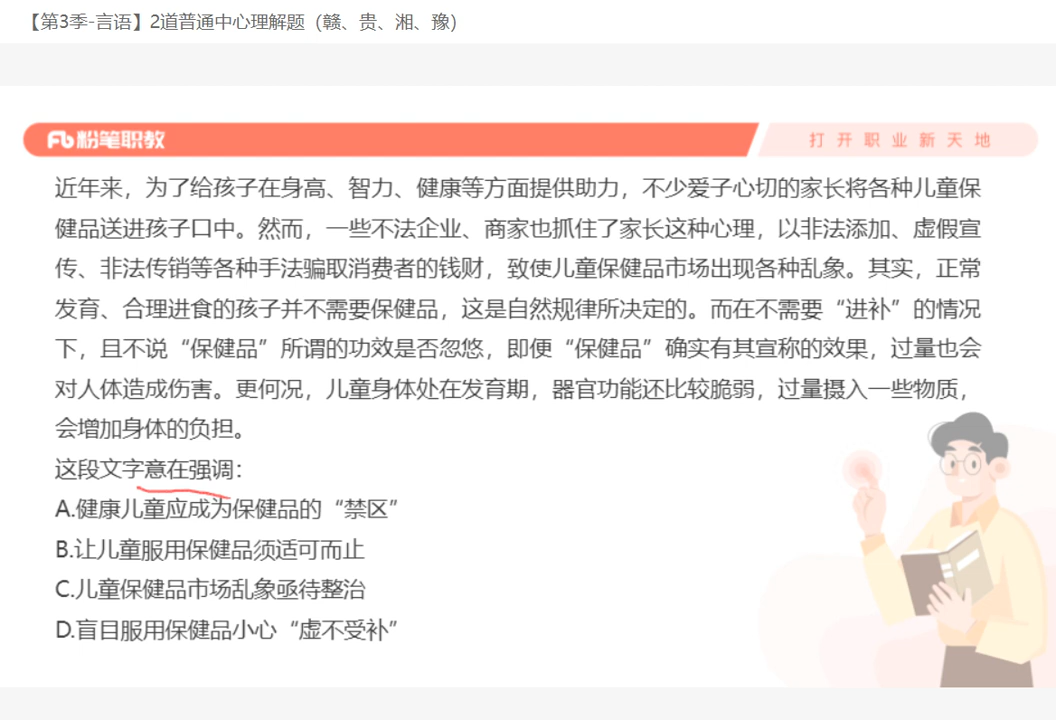 【第3季-言语】2道普通中心理解题（赣、贵、湘、豫）
粉笔职教
打开职业新天地
近年来，为了给孩子在身高、智力、健康等方面提供助力，不少爱子心切的家长将各种儿童保
健品送进孩子口中。然而，一些不法企业、商家也抓住了家长这种心理，以非法添加、虚假宣
传、非法传销等各种手法骗取消费者的钱财，致使儿童保健品市场出现各种乱象。其实，正常
发育、合理进食的孩子并不需要保健品，这是自然规律所决定的。而在不需要“进补”的情况
下，且不说“保健品”所谓的功效是否忽悠，即便“保健品”确实有其宣称的效果，过量也会
对人体造成伤害。更何况，儿童身体处在发育期，器官功能还比较脆弱，过量摄入一些物质，
会增加身体的负担。
这段文字意在强调：
A.健康儿童应成为保健品的“禁区”
B.让儿童服用保健品须适可而止
C.儿童保健品市场乱象亟待整治
D.盲目服用保健品小心“虚不受补”